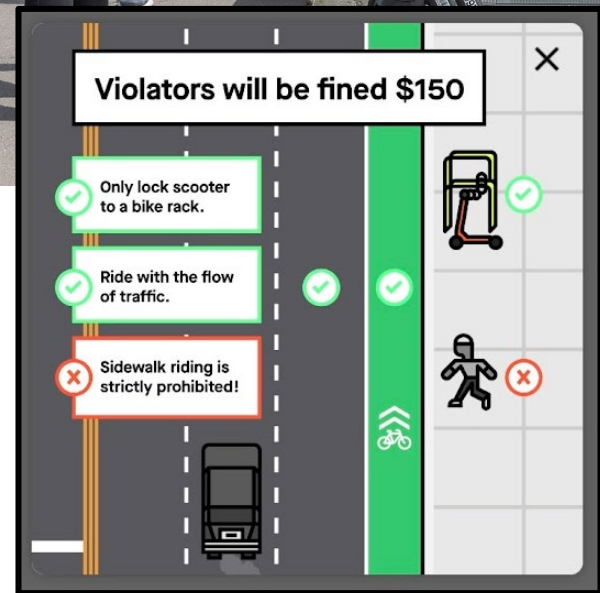 Violators will be fined $150
Only lock scooter
to a bike rack.
Ride with the flow
of traffic.
Sidewalk riding is
strictly prohibited!